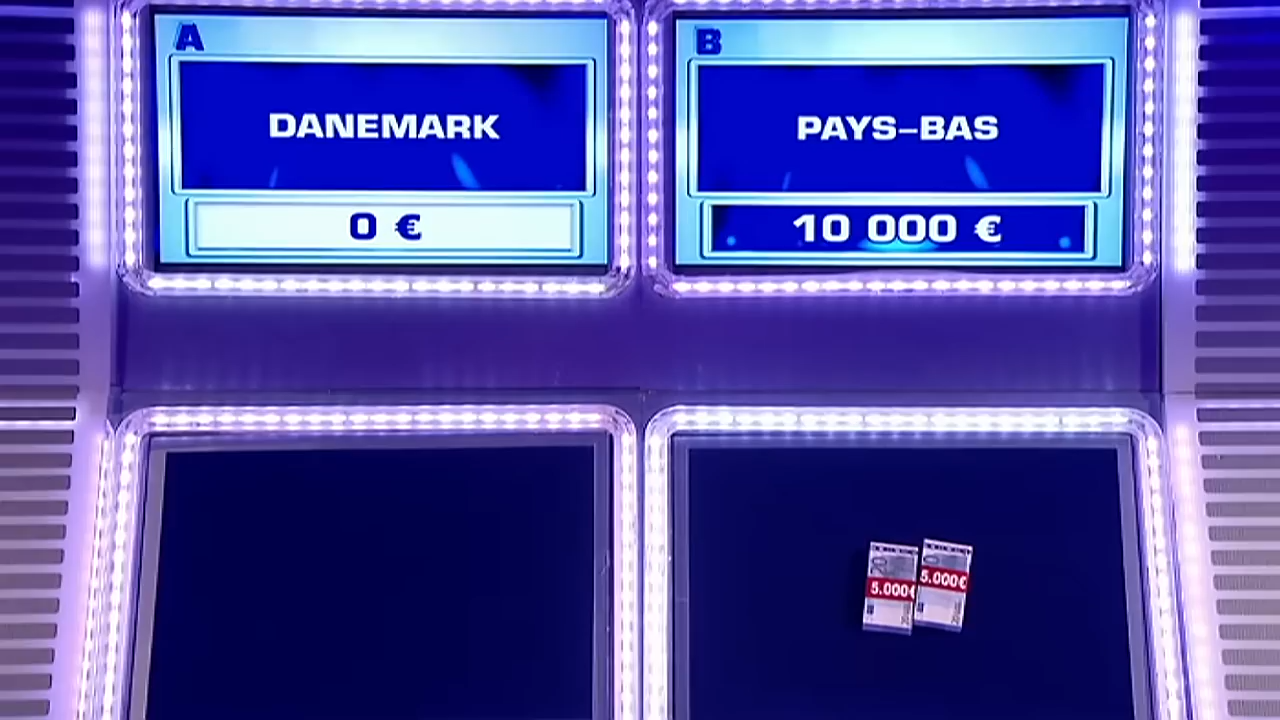 A
DANEMARK
0 €
B
PAYS-BAS
10 000 €
5.000€
5.000€